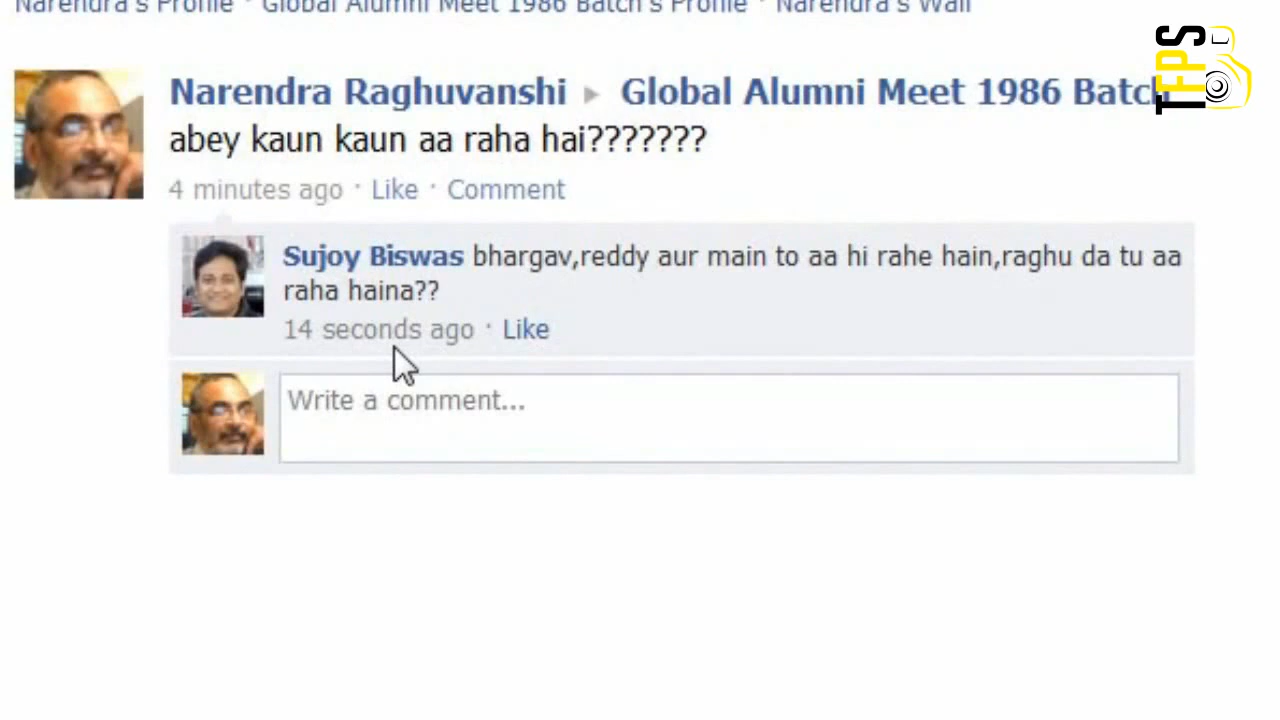 Narendra's Profile · Global Alumni Meet 1986 Batch's Profile · Narendra's Wall
TFPS
Narendra Raghuvanshi ▸ Global Alumni Meet 1986 Batch
abey kaun kaun aa raha hai???????
4 minutes ago · Like · Comment
Sujoy Biswas bhargav,reddy aur main to aa hi rahe hain,raghu da tu aa
raha haina??
14 seconds ago · Like
Write a comment...